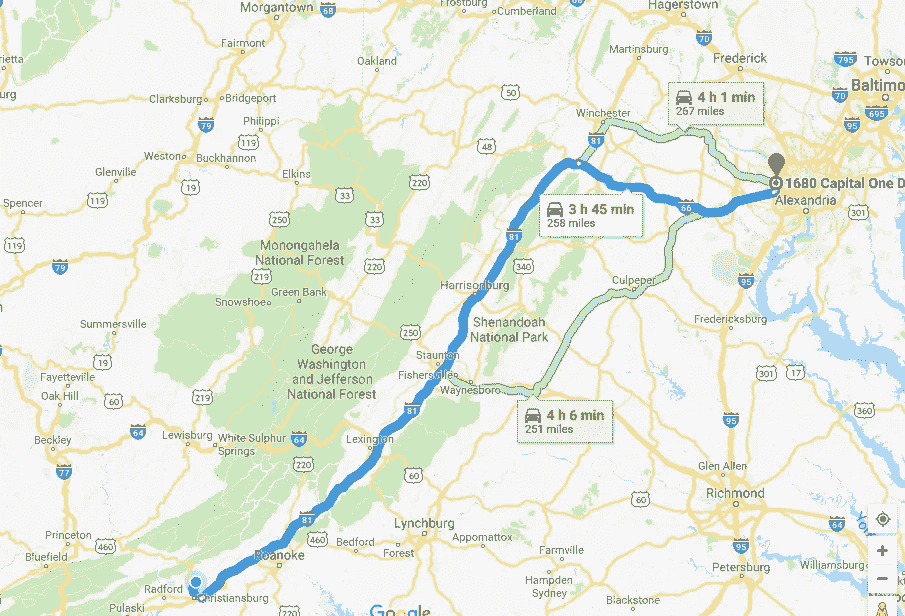 Morgantown
68
Frostburg
Cumberland
68
Hagerstown
70
Martinsburg
Frederick
795
Towson
Fairmont
Oakland
70
Baltimo
695
95
95
50
4 h 1 min
267 miles
Clarksburg
Bridgeport
79
Philippi
119
Winchester
81
Weston
Buckhannon
48
Glenville
119
Elkins
220
33
33
1680 Capital One D
Alexandria
301
66
Spencer
119
250
3 h 45 min
258 miles
81
Monongahela
National Forest
219
220
340
79
Harrisonburg
Culpeper
95
Snowshoe
Green Bank
Summersville
250
Shenandoah
National Park
Fredericksburg
19
George
Washington
and Jefferson
National Forest
Staunton
Fishersville
Waynesboro
301
17
Fayetteville
Oak Hill
60
219
81
4 h 6 min
251 miles
95
360
Beckley
64
Lewisburg
White Sulphur
Springs
64
Lexington
77
220
60
Glen Allen
Richmond
60
81
460
Lynchburg
64
Princeton
460
Roanoke
Bedford
Forest
Appomattox
95
Bluefield
Farmville
Petersburg
Williamsburg
Radford
Christiansburg
Hampden
Sydney
Pulaski
220
Blackstone
Google